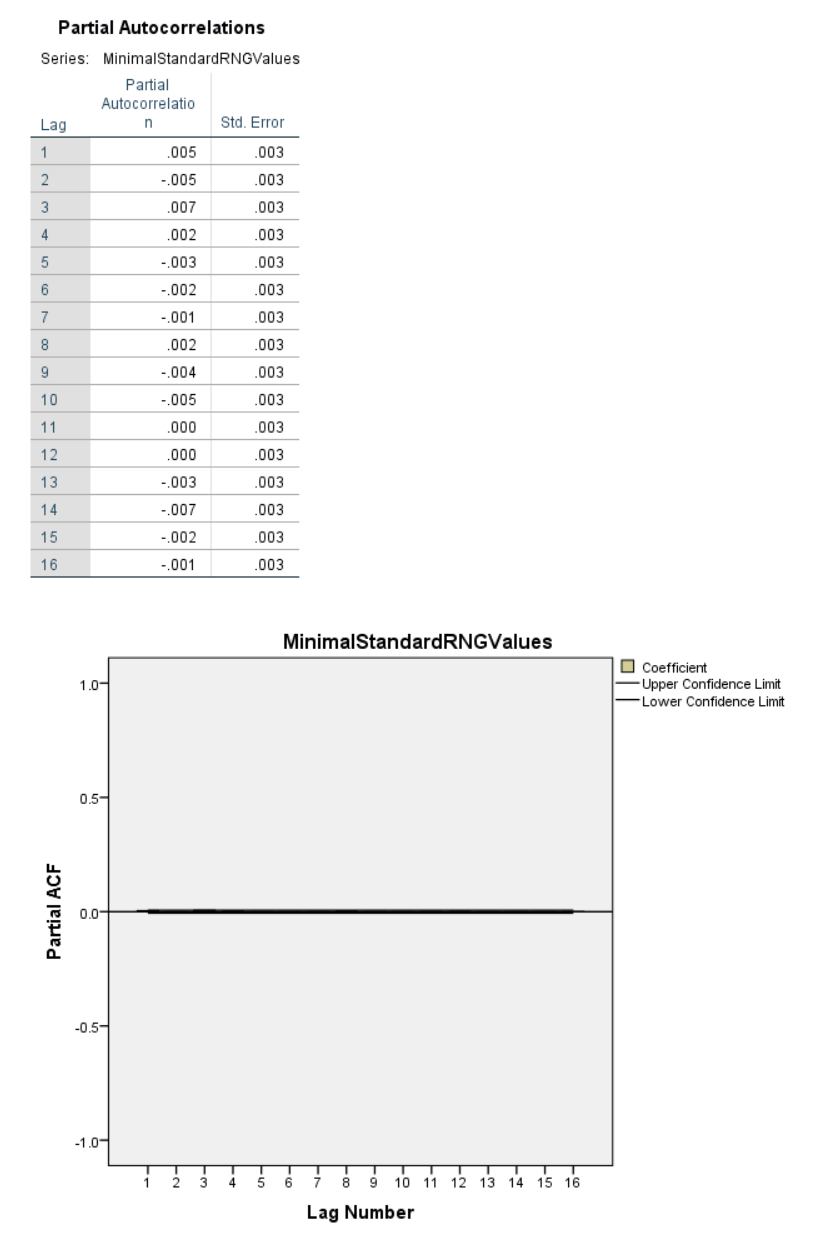 Partial Autocorrelations
Series: MinimalStandardRNGValues
Partial
Autocorrelatio
Lag n Std. Error
1 .005 .003
2 -.005 .003
3 .007 .003
4 .002 .003
5 -.003 .003
6 -.002 .003
7 -.001 .003
8 .002 .003
9 -.004 .003
10 -.005 .003
11 .000 .003
12 .000 .003
13 -.003 .003
14 -.007 .003
15 -.002 .003
16 -.001 .003
MinimalStandardRNGValues
Coefficient
Upper Confidence Limit
Lower Confidence Limit
Partial ACF
1.0
0.5
0.0
-0.5
-1.0
1 2 3 4 5 6 7 8 9 10 11 12 13 14 15 16
Lag Number